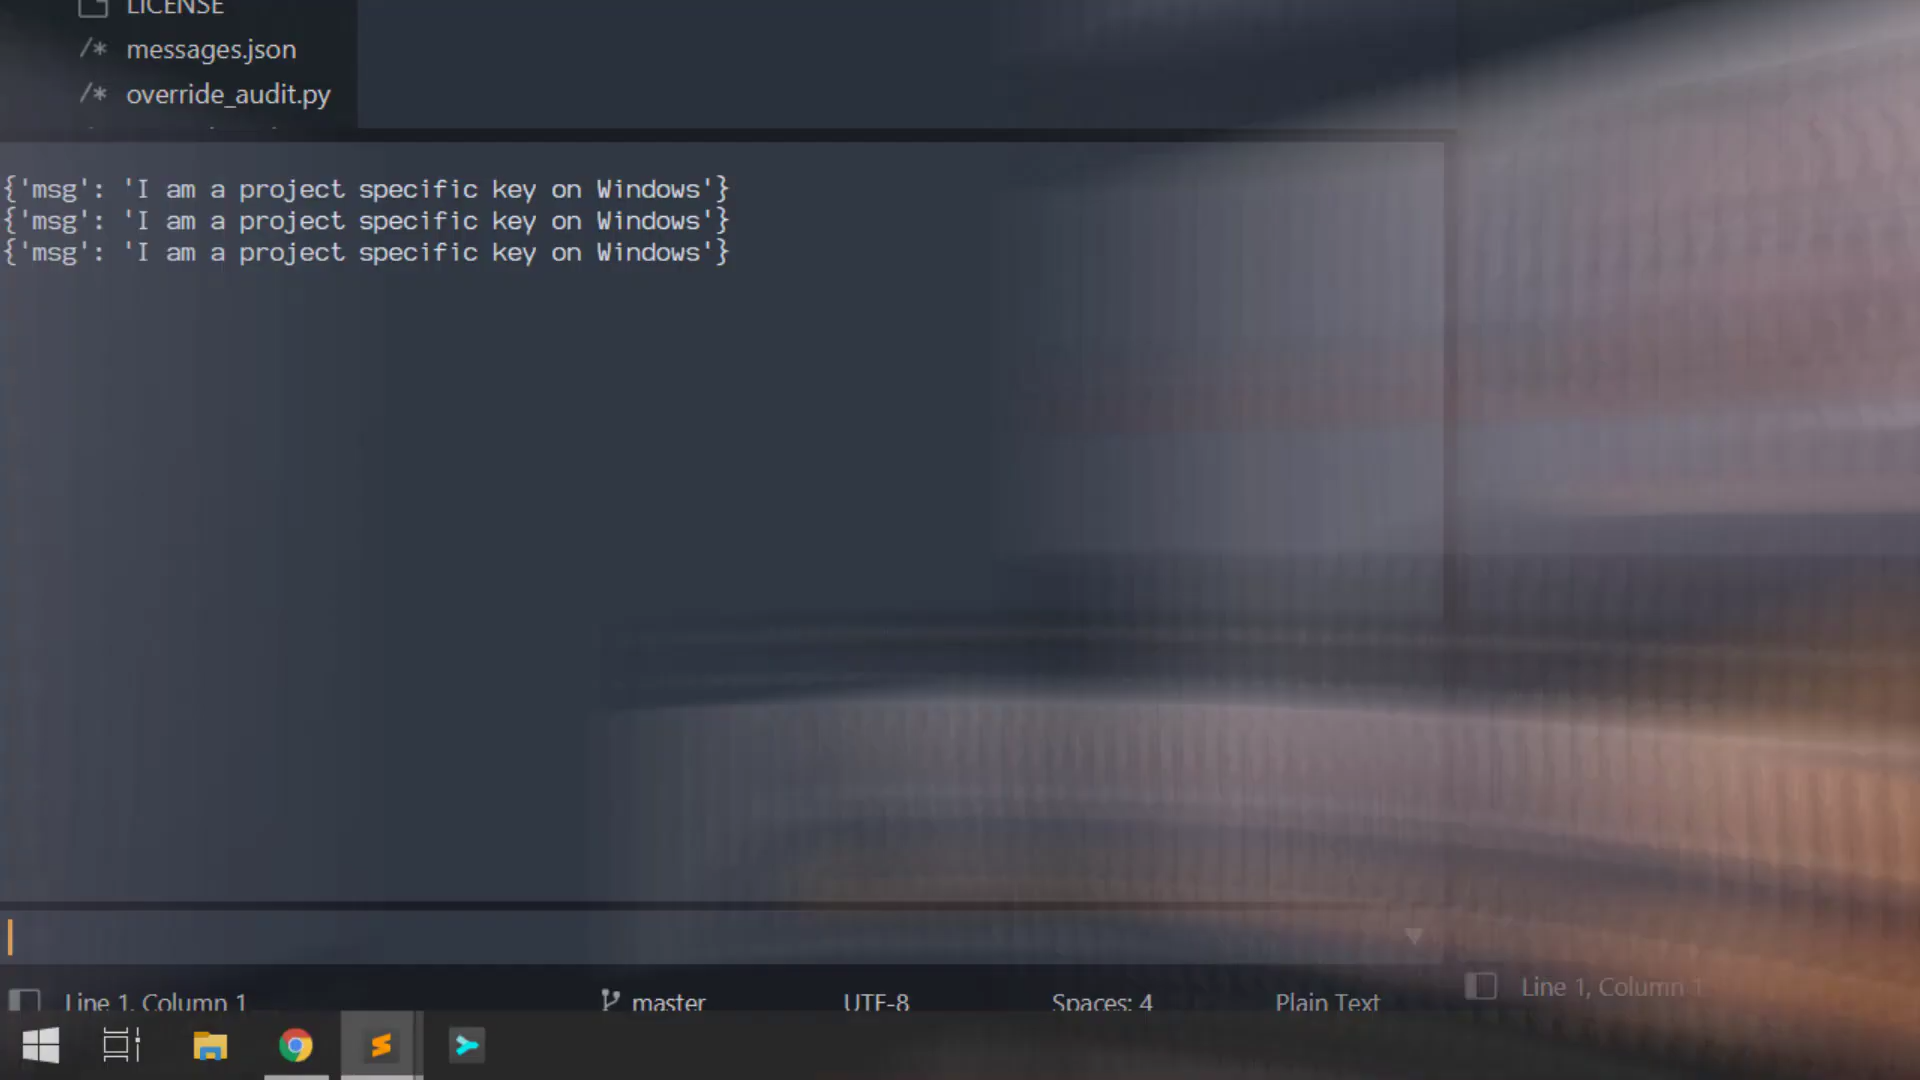 LICENSE
/* messages.json
/* override_audit.py
{'msg': 'I am a project specific key on Windows'}
{'msg': 'I am a project specific key on Windows'}
{'msg': 'I am a project specific key on Windows'}
Line 1, Column 1
master
UTF-8
Spaces: 4
Plain Text
Line 1, Column 1